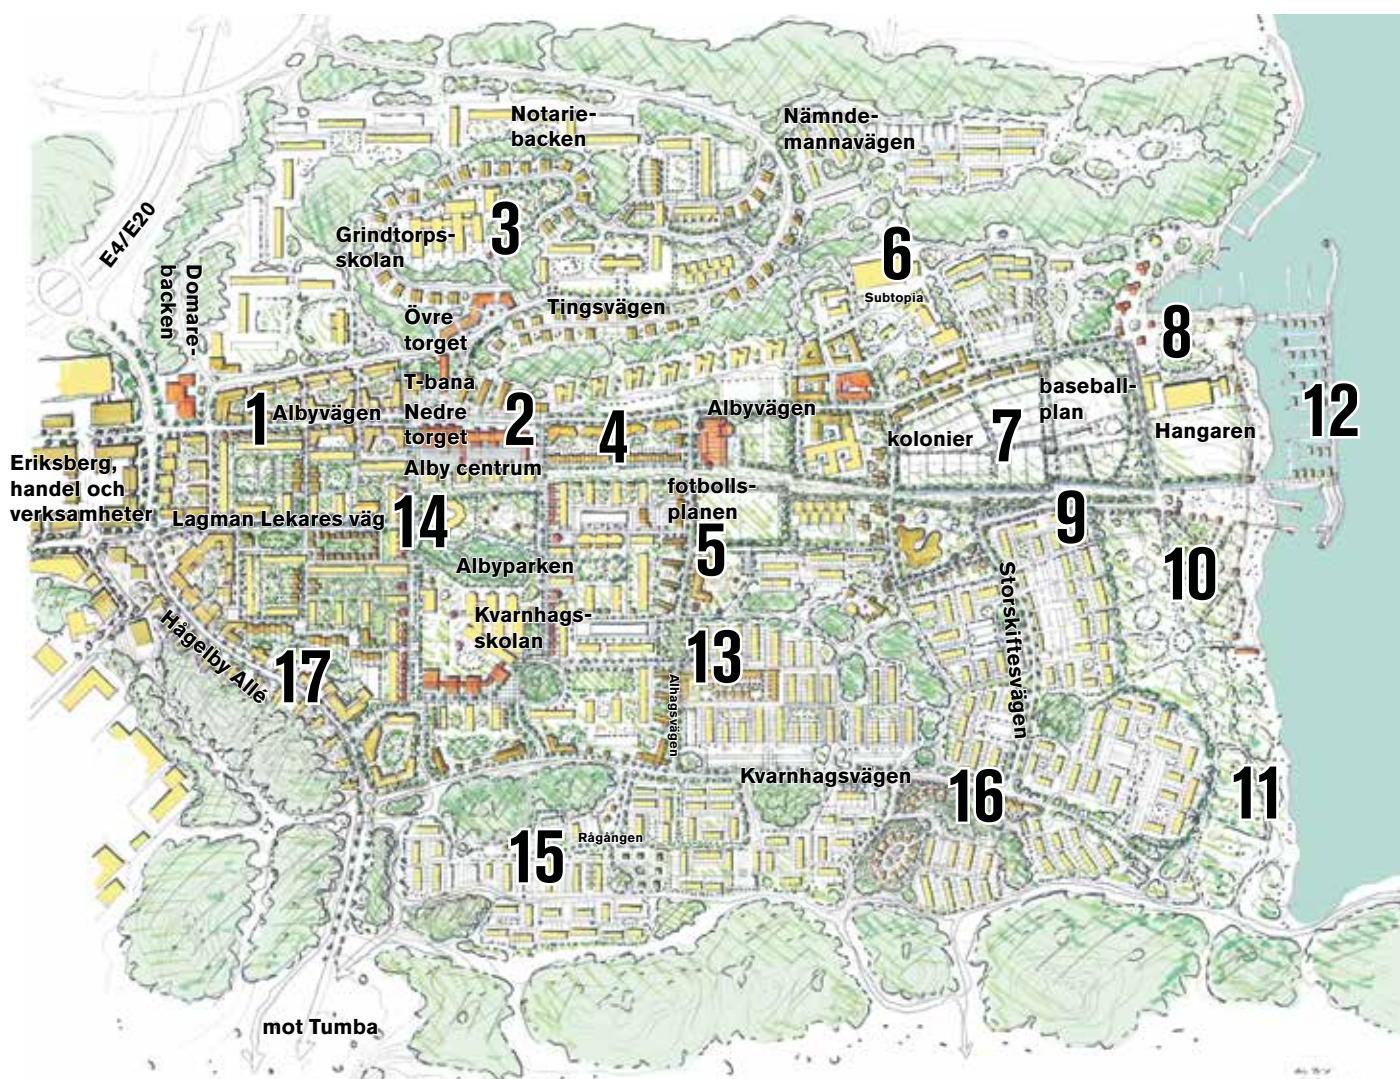 Notarie-
backen
Nämnde-
mannavägen
E4/E20
3
Grindtorps-
skolan
6
Subtopia
Domare-
backen
Övre
torget
Tingsvägen
8
T-bana
1
Albyvägen
Nedre
torget
2
4
Albyvägen
baseball-
plan
kolonier
7
Hangaren
12
Alby centrum
Eriksberg,
handel och
verksamheter
Lagman Lekares väg
14
fotbolls-
planen
5
9
10
Albyparken
Kvarnhags-
skolan
Storskiftesvägen
Hågelby Allé
17
13
Alhagsvägen
Kvarnhagsvägen
16
11
15
Rågången
mot Tumba